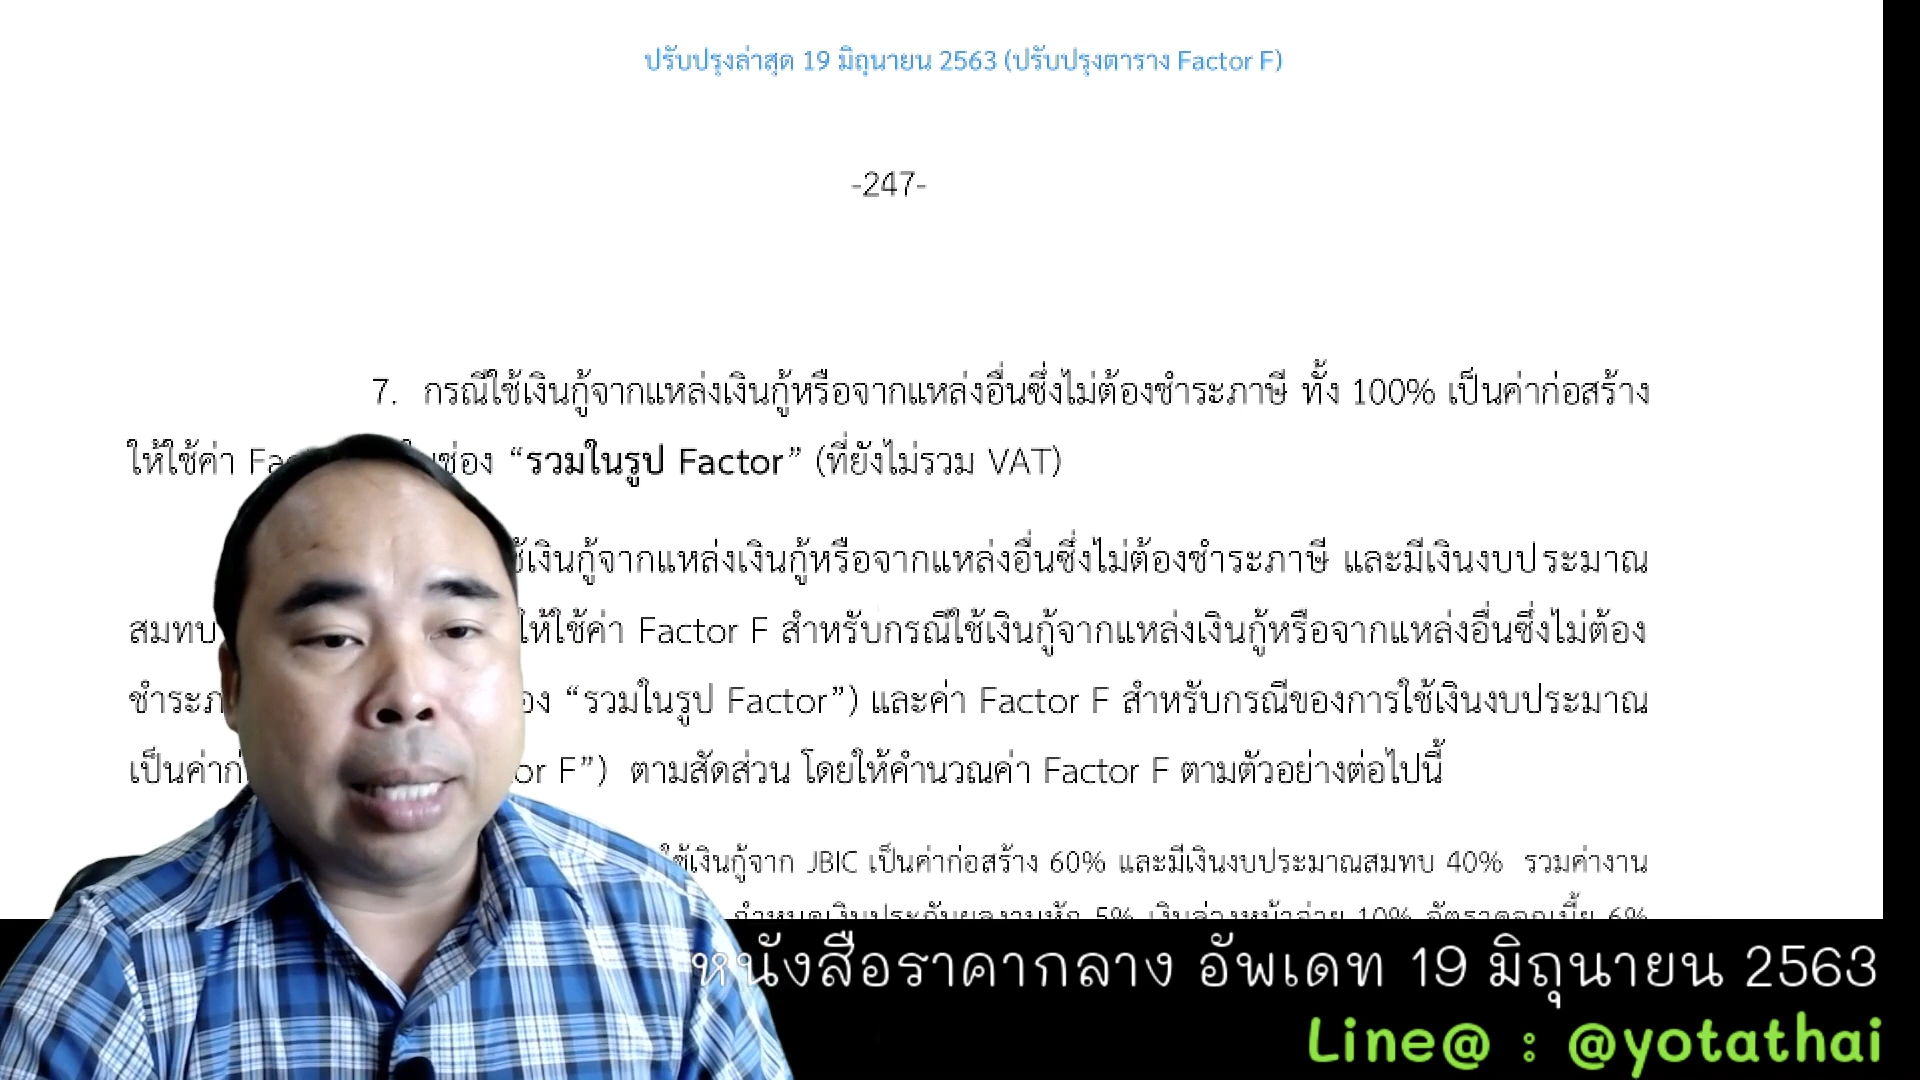 ปรับปรุงล่าสุด 19 มิถุนายน 2563 (ปรับปรุงตาราง Factor F)
-247-
7. กรณีใช้เงินกู้จากแหล่งเงินกู้หรือจากแหล่งอื่นซึ่งไม่ต้องชำระภาษี ทั้ง 100% เป็นค่าก่อสร้าง
ให้ใช้ค่า ช่อง “รวมในรูป Factor” (ที่ยังไม่รวม VAT)
ใช้เงินกู้จากแหล่งเงินกู้หรือจากแหล่งอื่นซึ่งไม่ต้องชำระภาษี และมีเงินงบประมาณ
สมทบ ให้ใช้ค่า Factor F สำหรับกรณีใช้เงินกู้จากแหล่งเงินกู้หรือจากแหล่งอื่นซึ่งไม่ต้อง
“รวมในรูป Factor”) และค่า Factor F สำหรับกรณีของการใช้เงินงบประมาณ
F”) ตามสัดส่วน โดยให้คำนวณค่า Factor F ตามตัวอย่างต่อไปนี้
ใช้เงินกู้จาก JBIC เป็นค่าก่อสร้าง 60% และมีเงินงบประมาณสมทบ 40% รวมค่างาน
5% เงินล่วงหน้าจ่าย 10% อัตราดอกเบี้ย 6%
หนังสือราคากลาง อัพเดท 19 มิถุนายน 2563
Line@ : @yotathai